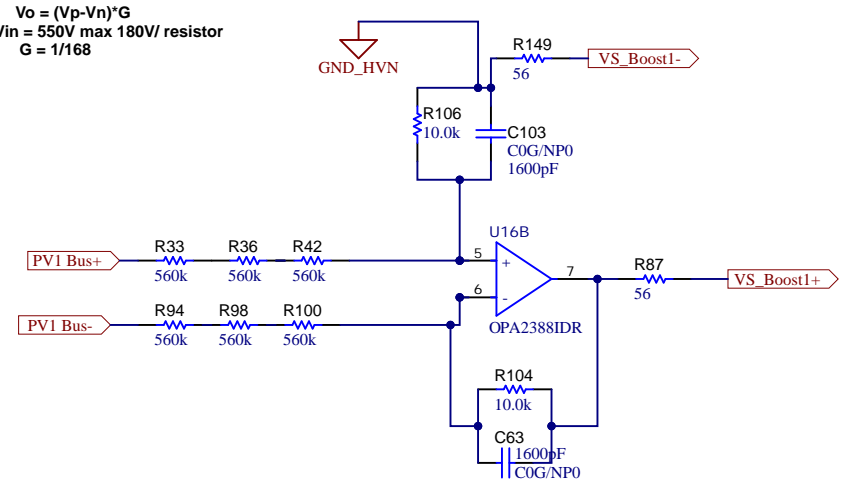 Vo = (Vp-Vn)*G
Vin = 550V max 180V/ resistor
G = 1/168
GND_HVN
R149
56
VS_Boost1-
R106
10.0k
C103
C0G/NP0
1600pF
U16B
PV1 Bus+
R33
560k
R36
560k
R42
560k
5
+
7
R87
56
VS_Boost1+
6
-
PV1 Bus-
R94
560k
R98
560k
R100
560k
OPA2388IDR
R104
10.0k
C63
1600pF
C0G/NP0